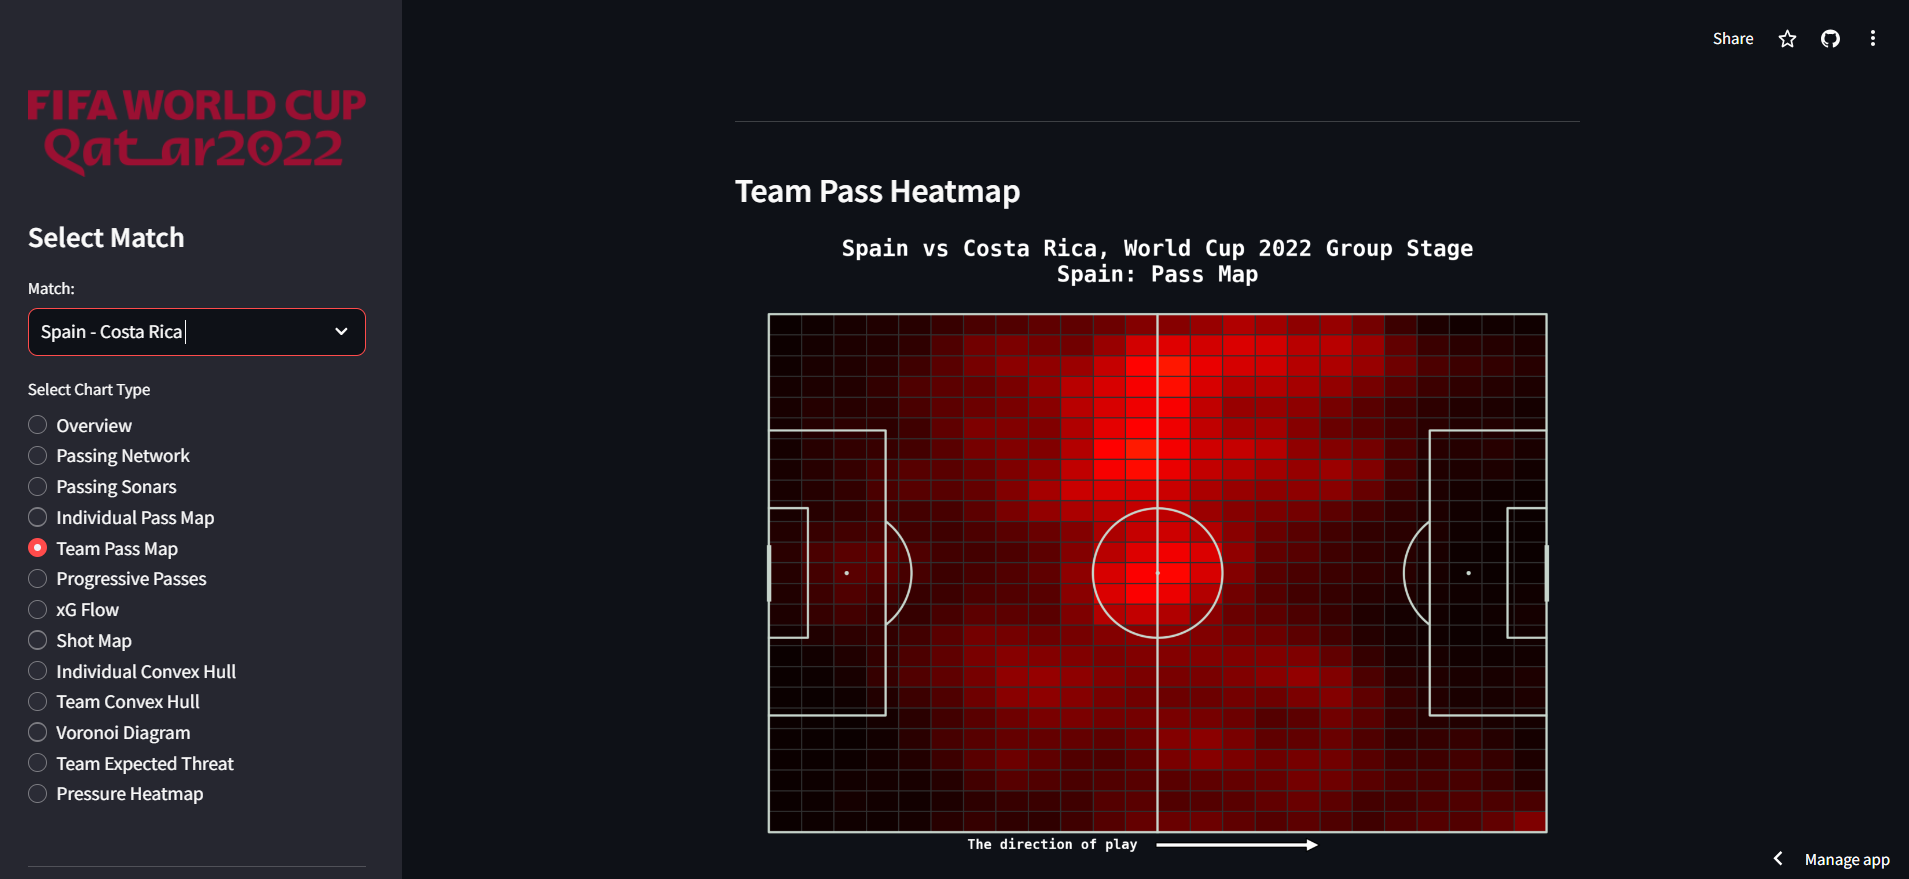 FIFA WORLD CUP
Qatar2022
Select Match
Match:
Spain - Costa Rica
Select Chart Type
Overview
Passing Network
Passing Sonars
Individual Pass Map
Team Pass Map
Progressive Passes
xG Flow
Shot Map
Individual Convex Hull
Team Convex Hull
Voronoi Diagram
Team Expected Threat
Pressure Heatmap
Share
Team Pass Heatmap
Spain vs Costa Rica, World Cup 2022 Group Stage
Spain: Pass Map
The direction of play
Manage app